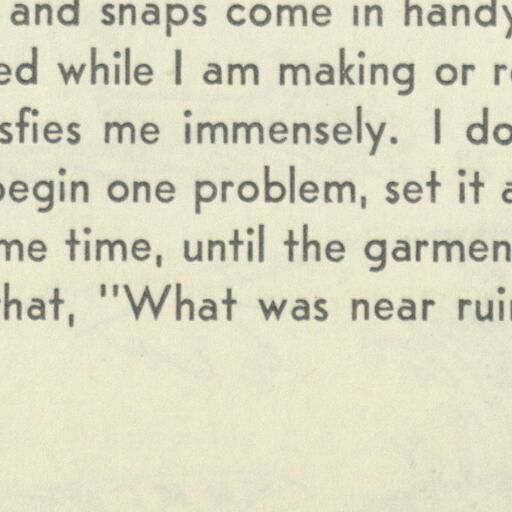 and snaps come in handy
ed while I am making or r
sfies me immensely. I do
begin one problem, set it a
me time, until the garmen
hat, "What was near rui